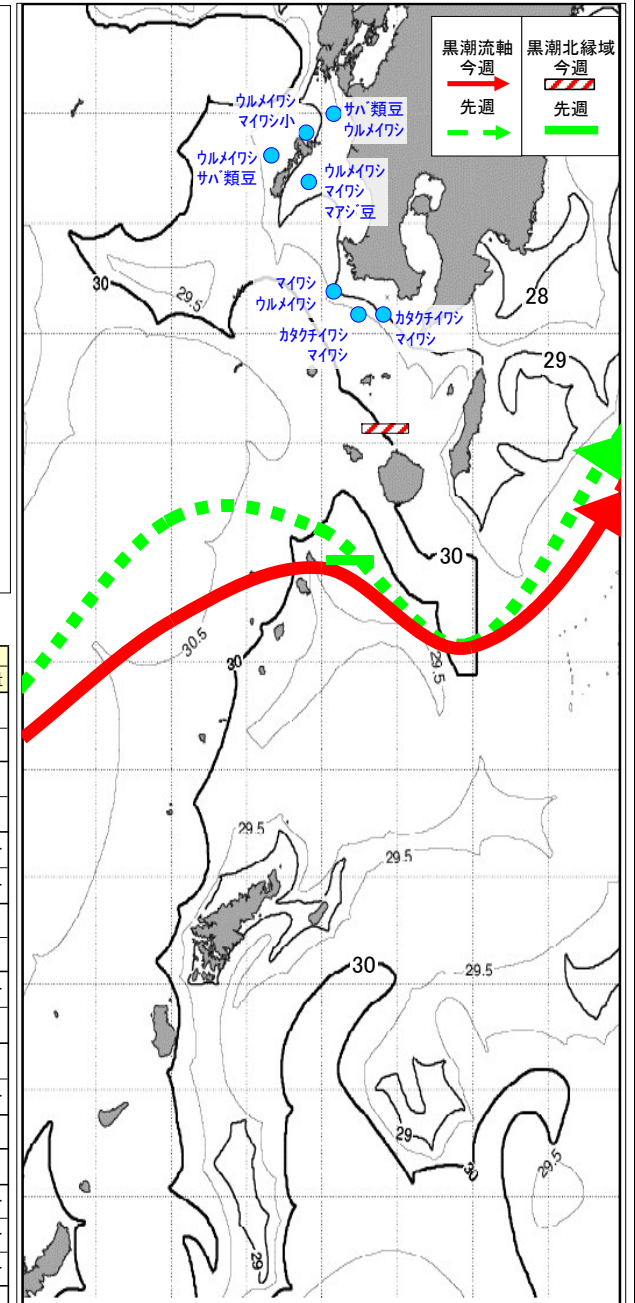 黒潮流軸
今週
先週
黒潮北縁域
今週
先週
ウルメイワシ
マイワシ小
サバ類豆
ウルメイワシ
ウルメイワシ
サバ類豆
ウルメイワシ
マイワシ
マアジ豆
マイワシ
ウルメイワシ
カタクチイワシ
マイワシ
カタクチイワシ
マイワシ
30
29.5
28
29
30
30.5
30
29.5
29.5
29.5
30
29.5
29
30
29.5
29